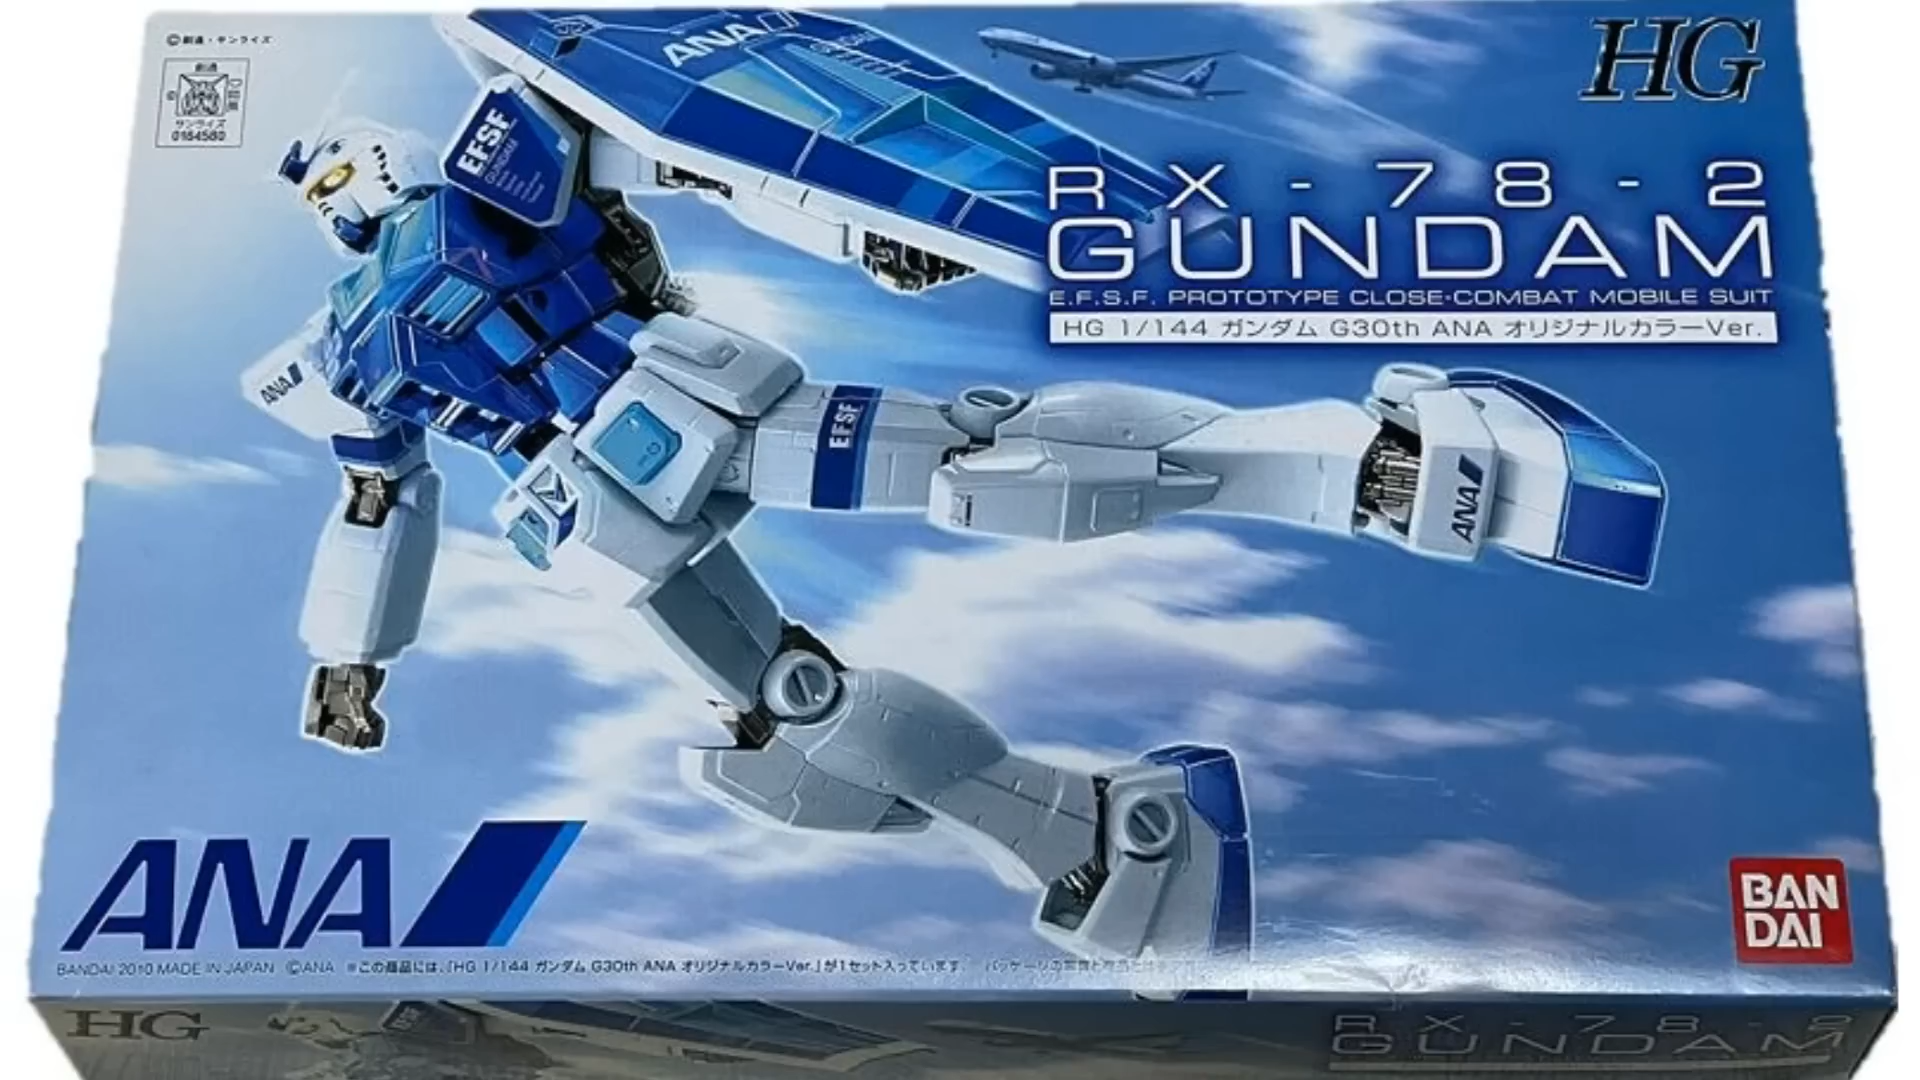 ©創通・サンライズ
創通
サンライズ
0164580
ANA
HG
EFSF
GUNDAM
RX-78-2
GUNDAM
E.F.S.F. PROTOTYPE CLOSE-COMBAT MOBILE SUIT
HG 1/144 ガンダム G30th ANA オリジナルカラーVer.
ANA
EFSF
ANA
ANA
BAN
DAI
BANDAI 2010 MADE IN JAPAN ©ANA ※この商品には、「HG 1/144 ガンダム G30th ANA オリジナルカラーVer.」が1セット入っています。
HG
RX-78-2
GUNDAM